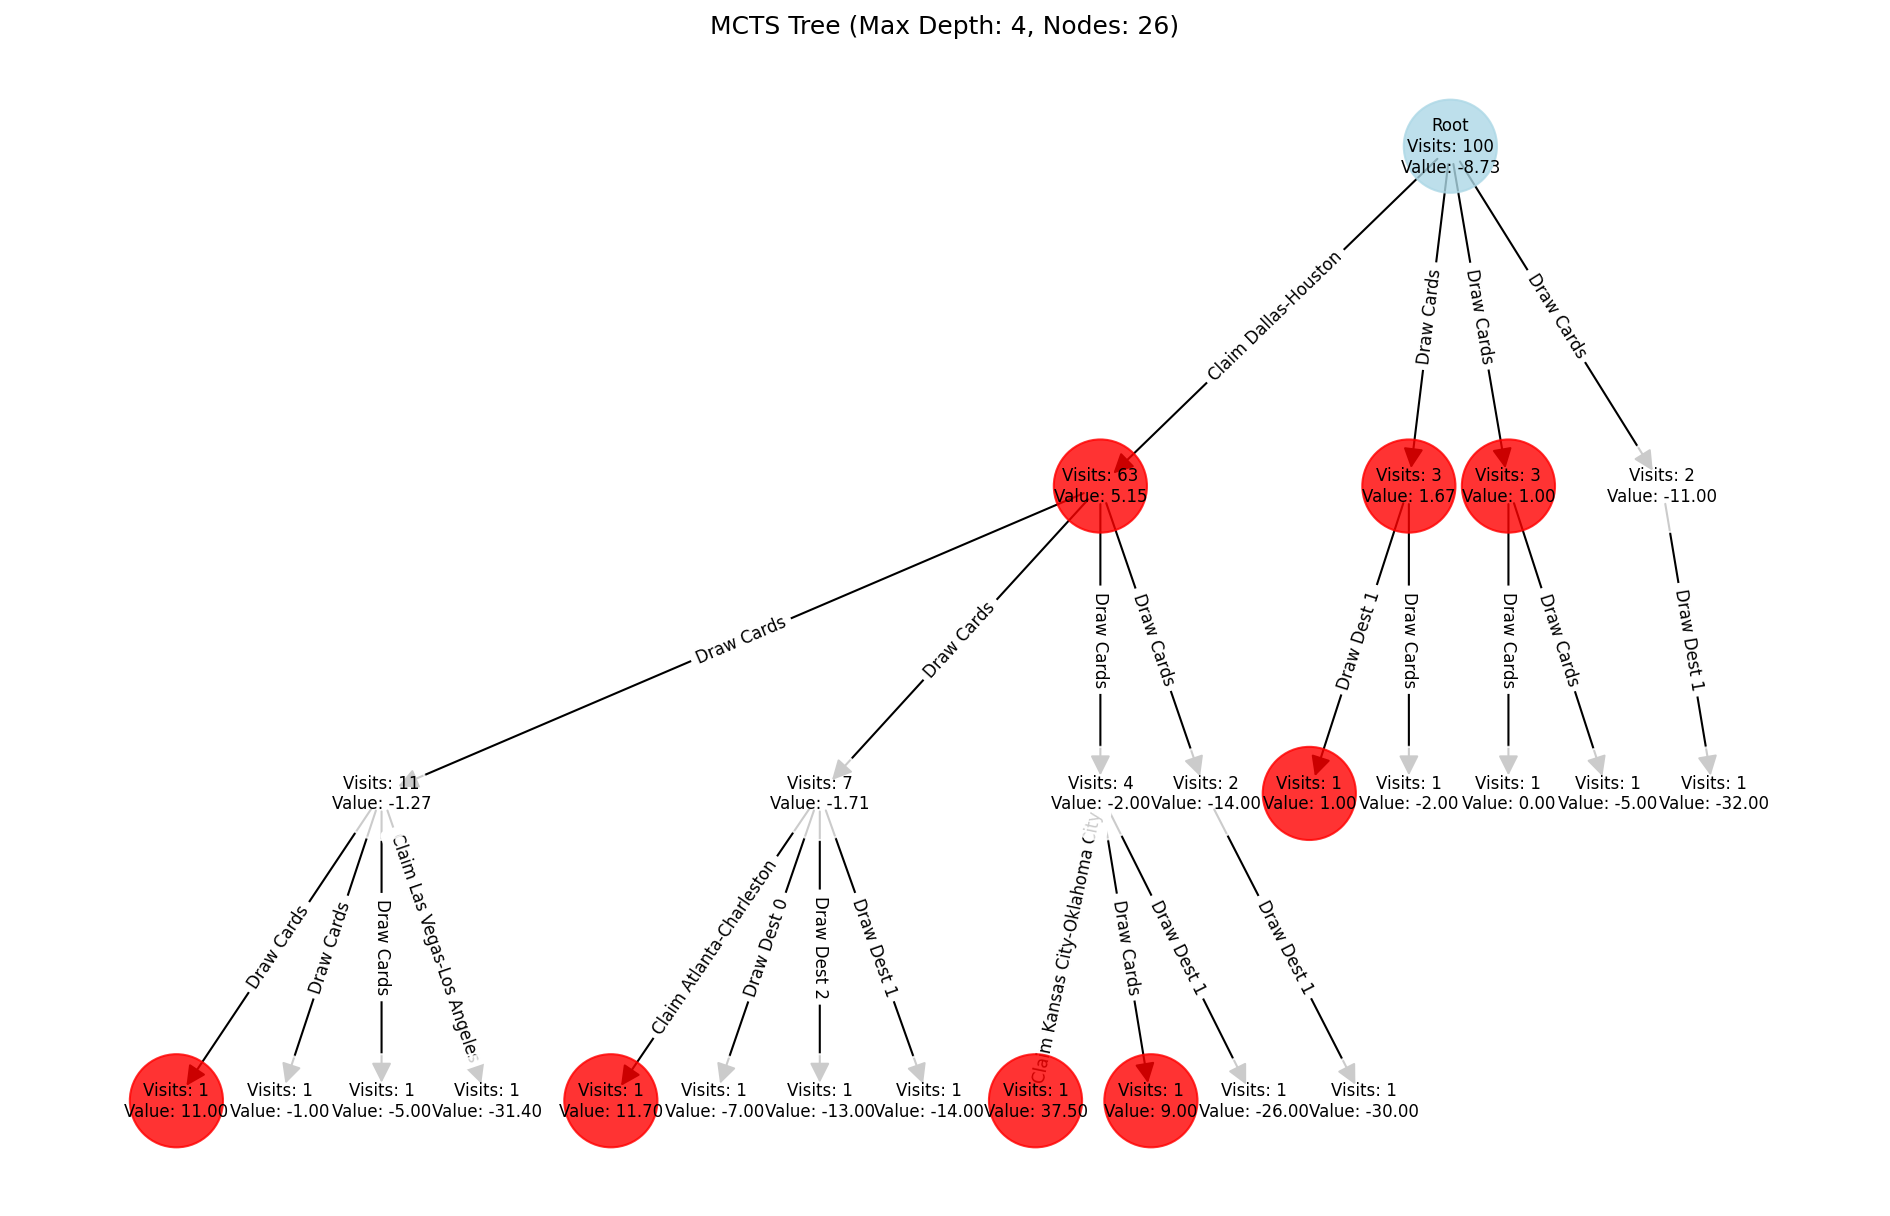 MCTS Tree (Max Depth: 4, Nodes: 26)
Root
Visits: 100
Value: -8.73
Claim Dallas-Houston
Draw Cards
Draw Cards
Draw Cards
Visits: 63
Value: 5.15
Visits: 3
Value: 1.67
Visits: 3
Value: 1.00
Visits: 2
Value: -11.00
Draw Cards
Draw Cards
Draw Cards
Draw Cards
Draw Dest 1
Draw Cards
Draw Cards
Draw Cards
Draw Dest 1
Visits: 11
Value: -1.27
Visits: 7
Value: -1.71
Visits: 4
Value: -2.00
Visits: 2
Value: -14.00
Visits: 1
Value: 1.00
Visits: 1
Value: -2.00
Visits: 1
Value: 0.00
Visits: 1
Value: -5.00
Visits: 1
Value: -32.00
Draw Cards
Draw Cards
Draw Cards
Claim Las Vegas-Los Angeles
Claim Atlanta-Charleston
Draw Dest 0
Draw Dest 2
Draw Dest 1
Claim Kansas City-Oklahoma City
Draw Cards
Draw Dest 1
Draw Dest 1
Visits: 1
Value: 11.00
Visits: 1
Value: -1.00
Visits: 1
Value: -5.00
Visits: 1
Value: -31.40
Visits: 1
Value: 11.70
Visits: 1
Value: -7.00
Visits: 1
Value: -13.00
Visits: 1
Value: -14.00
Visits: 1
Value: 37.50
Visits: 1
Value: 9.00
Visits: 1
Value: -26.00
Visits: 1
Value: -30.00